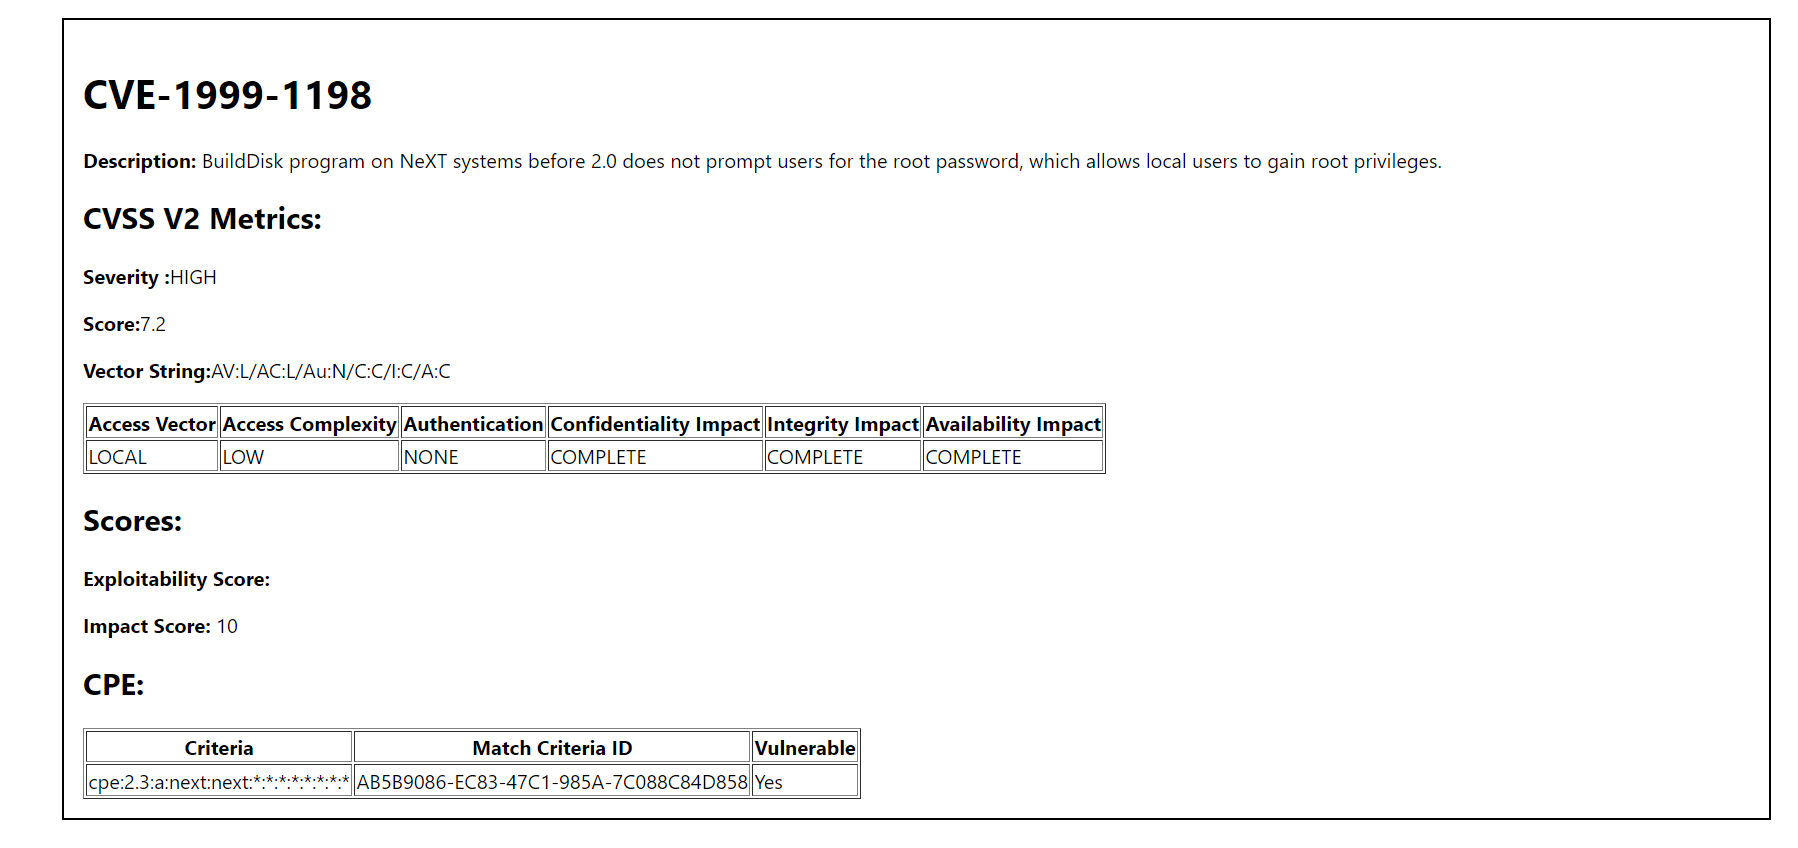 CVE-1999-1198
Description: BuildDisk program on NeXT systems before 2.0 does not prompt users for the root password, which allows local users to gain root privileges.
CVSS V2 Metrics:
Severity :HIGH
Score:7.2
Vector String:AV:L/AC:L/Au:N/C:C/I:C/A:C
Access Vector Access Complexity Authentication Confidentiality Impact Integrity Impact Availability Impact
LOCAL LOW NONE COMPLETE COMPLETE COMPLETE
Scores:
Exploitability Score:
Impact Score: 10
CPE:
Criteria Match Criteria ID Vulnerable
cpe:2.3:a:next:next:*:*:*:*:*:*:*:* AB5B9086-EC83-47C1-985A-7C088C84D858 Yes